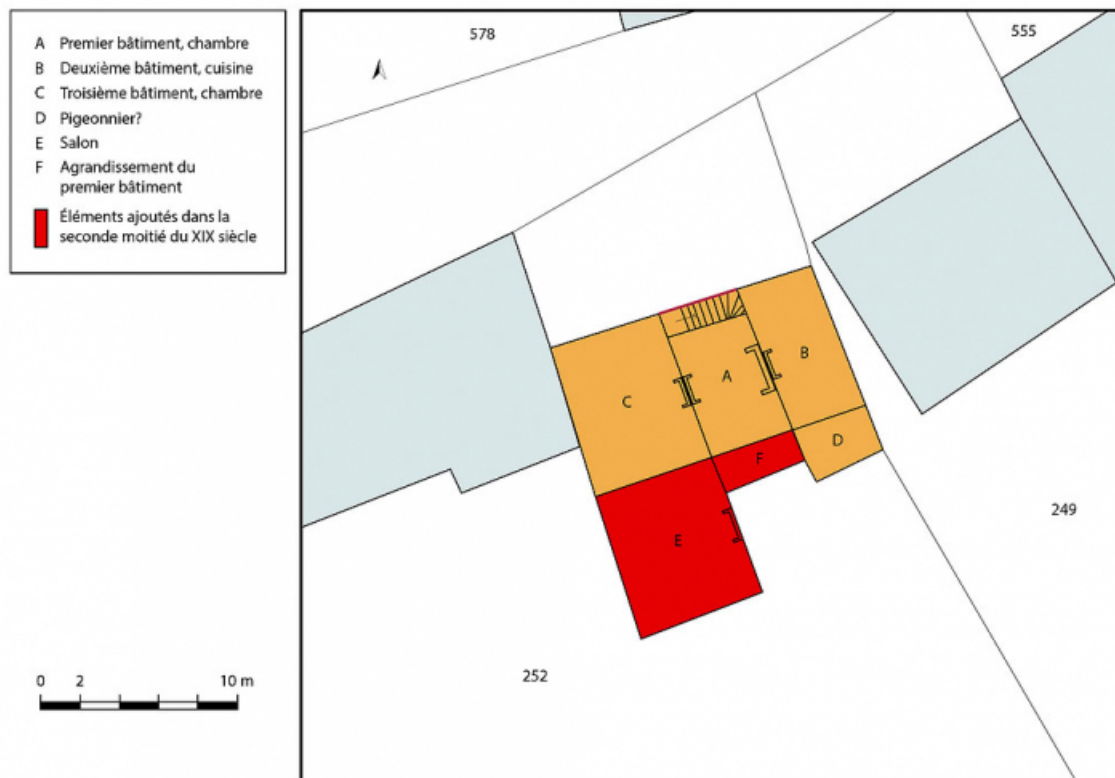 A Premier bâtiment, chambre
B Deuxième bâtiment, cuisine
C Troisième bâtiment, chambre
D Pigeonnier?
E Salon
F Agrandissement du
premier bâtiment
Éléments ajoutés dans la
seconde moitié du XIX siècle
0 2 10 m
578
555
B
A
C
D
F
E
249
252